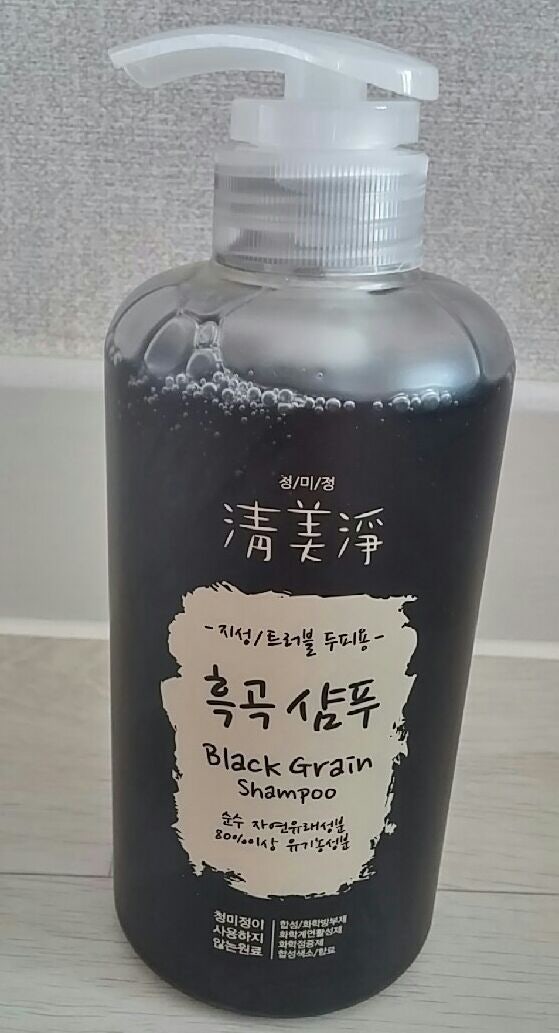 청/미/정
淸美淨
- 지성/트러블 두피용 -
흑곡 샴푸
Black Grain
Shampoo
순수 자연유래성분
80%이상 유기농성분
청미정이
사용하지
않는원료
합성/화학방부제
화학계면활성제
화학점증제
합성색소/향료